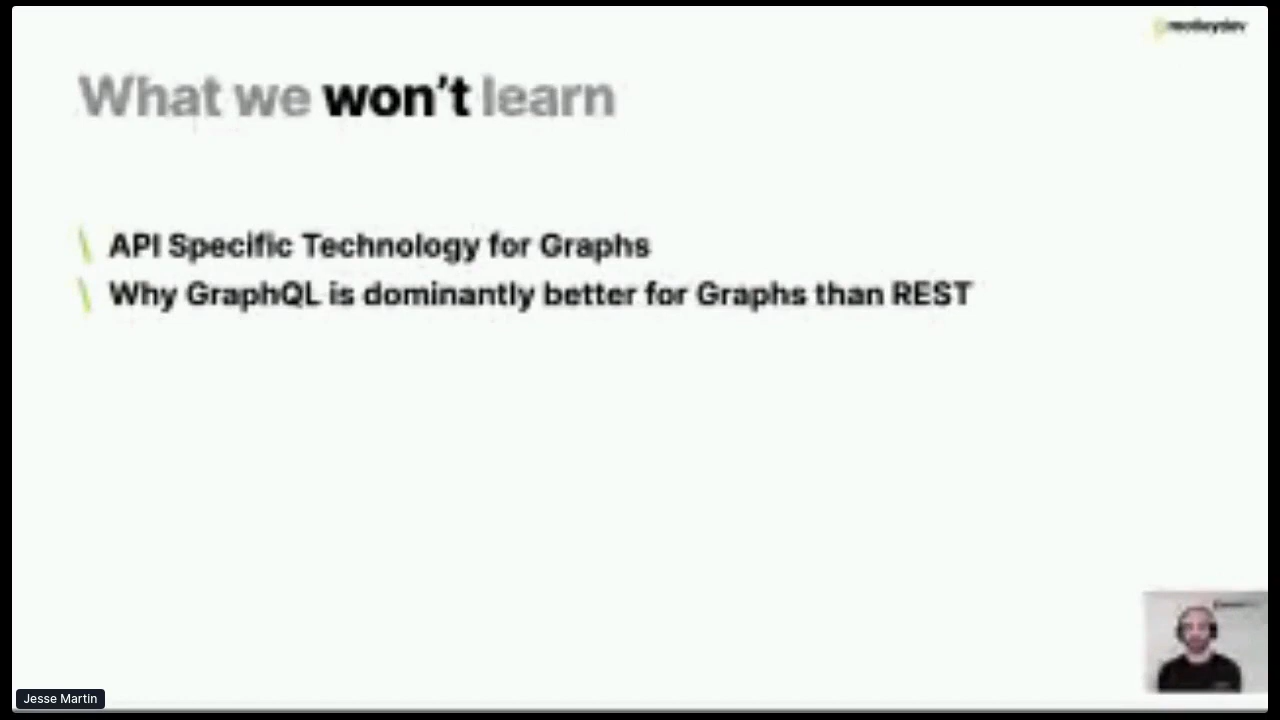 What we won't learn
\ API Specific Technology for Graphs
\ Why GraphQL is dominantly better for Graphs than REST
Jesse Martin